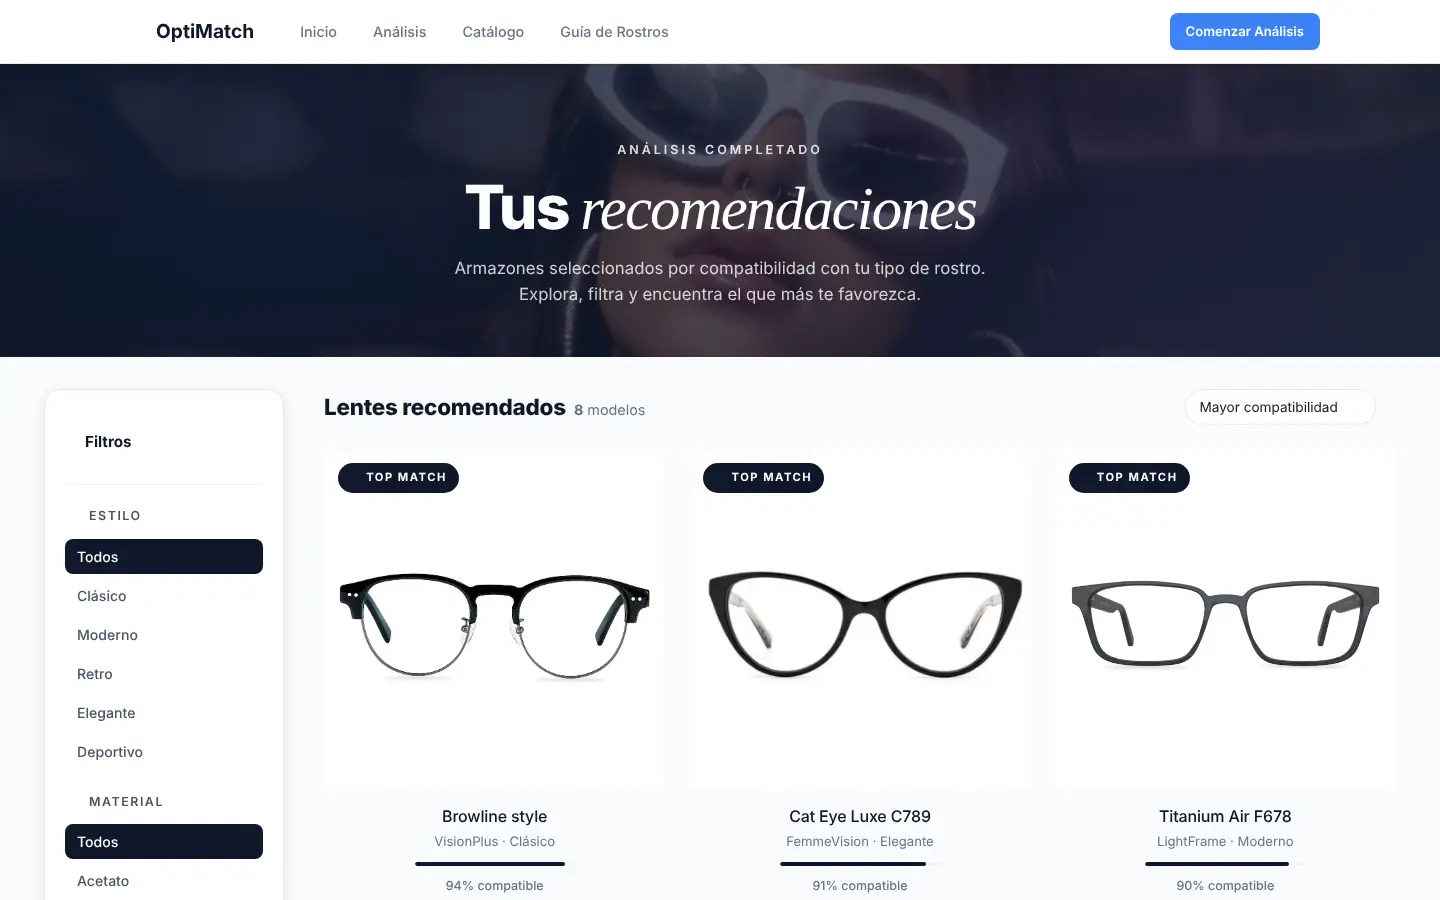 OptiMatch
Inicio
Análisis
Catálogo
Guía de Rostros
Comenzar Análisis
ANÁLISIS COMPLETADO
Tus recomendaciones
Armazones seleccionados por compatibilidad con tu tipo de rostro.
Explora, filtra y encuentra el que más te favorezca.
Filtros
ESTILO
Todos
Clásico
Moderno
Retro
Elegante
Deportivo
MATERIAL
Todos
Acetato
Lentes recomendados 8 modelos
Mayor compatibilidad
TOP MATCH
Browline style
VisionPlus · Clásico
94% compatible
TOP MATCH
Cat Eye Luxe C789
FemmeVision · Elegante
91% compatible
TOP MATCH
Titanium Air F678
LightFrame · Moderno
90% compatible